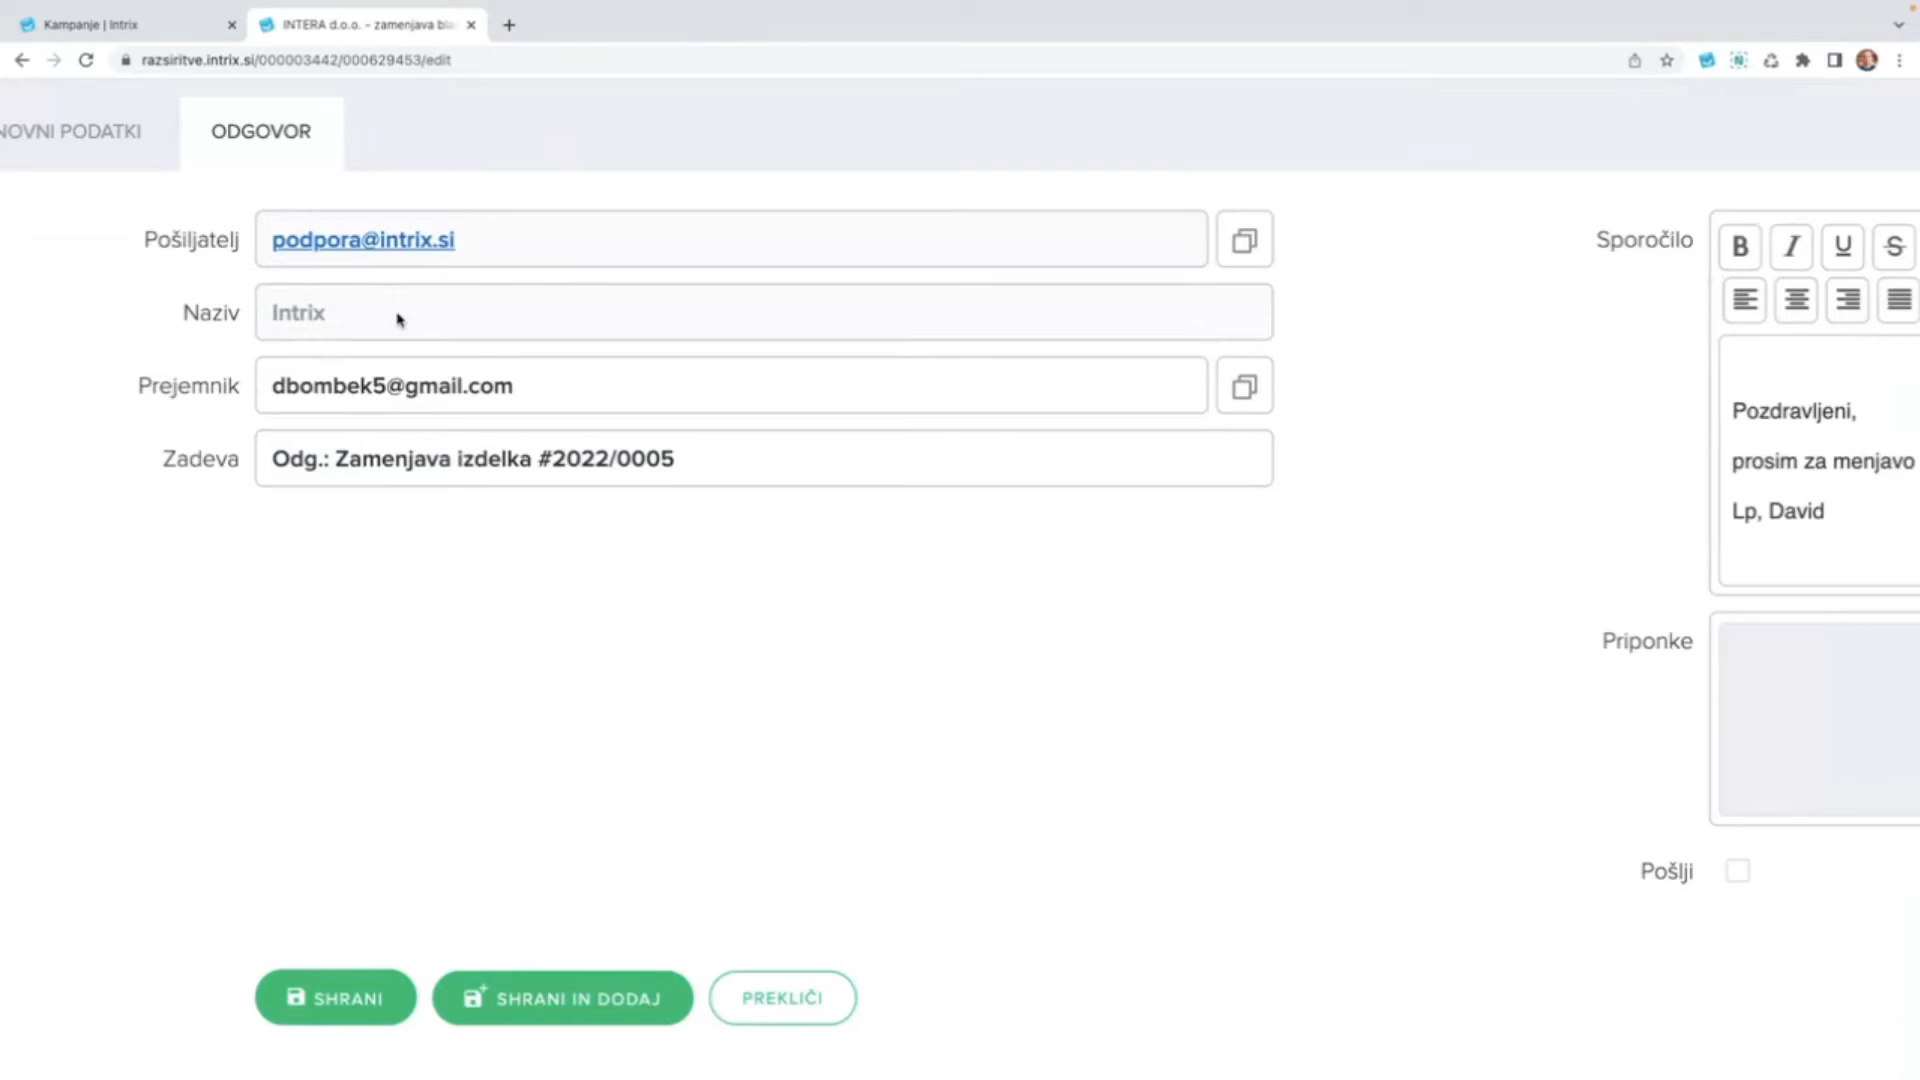 Kampanje | Intrix
INTERA d.o.o. - zamenjava bla
razsiritve.intrix.si/000003442/000629453/edit
NOVNI PODATKI
ODGOVOR
Pošiljatelj
podpora@intrix.si
Naziv
Intrix
Prejemnik
dbombek5@gmail.com
Zadeva
Odg.: Zamenjava izdelka #2022/0005
Sporočilo
B I U S
Pozdravljeni,
prosim za menjavo
Lp, David
Priponke
Pošlji
SHRANI
SHRANI IN DODAJ
PREKLIČI